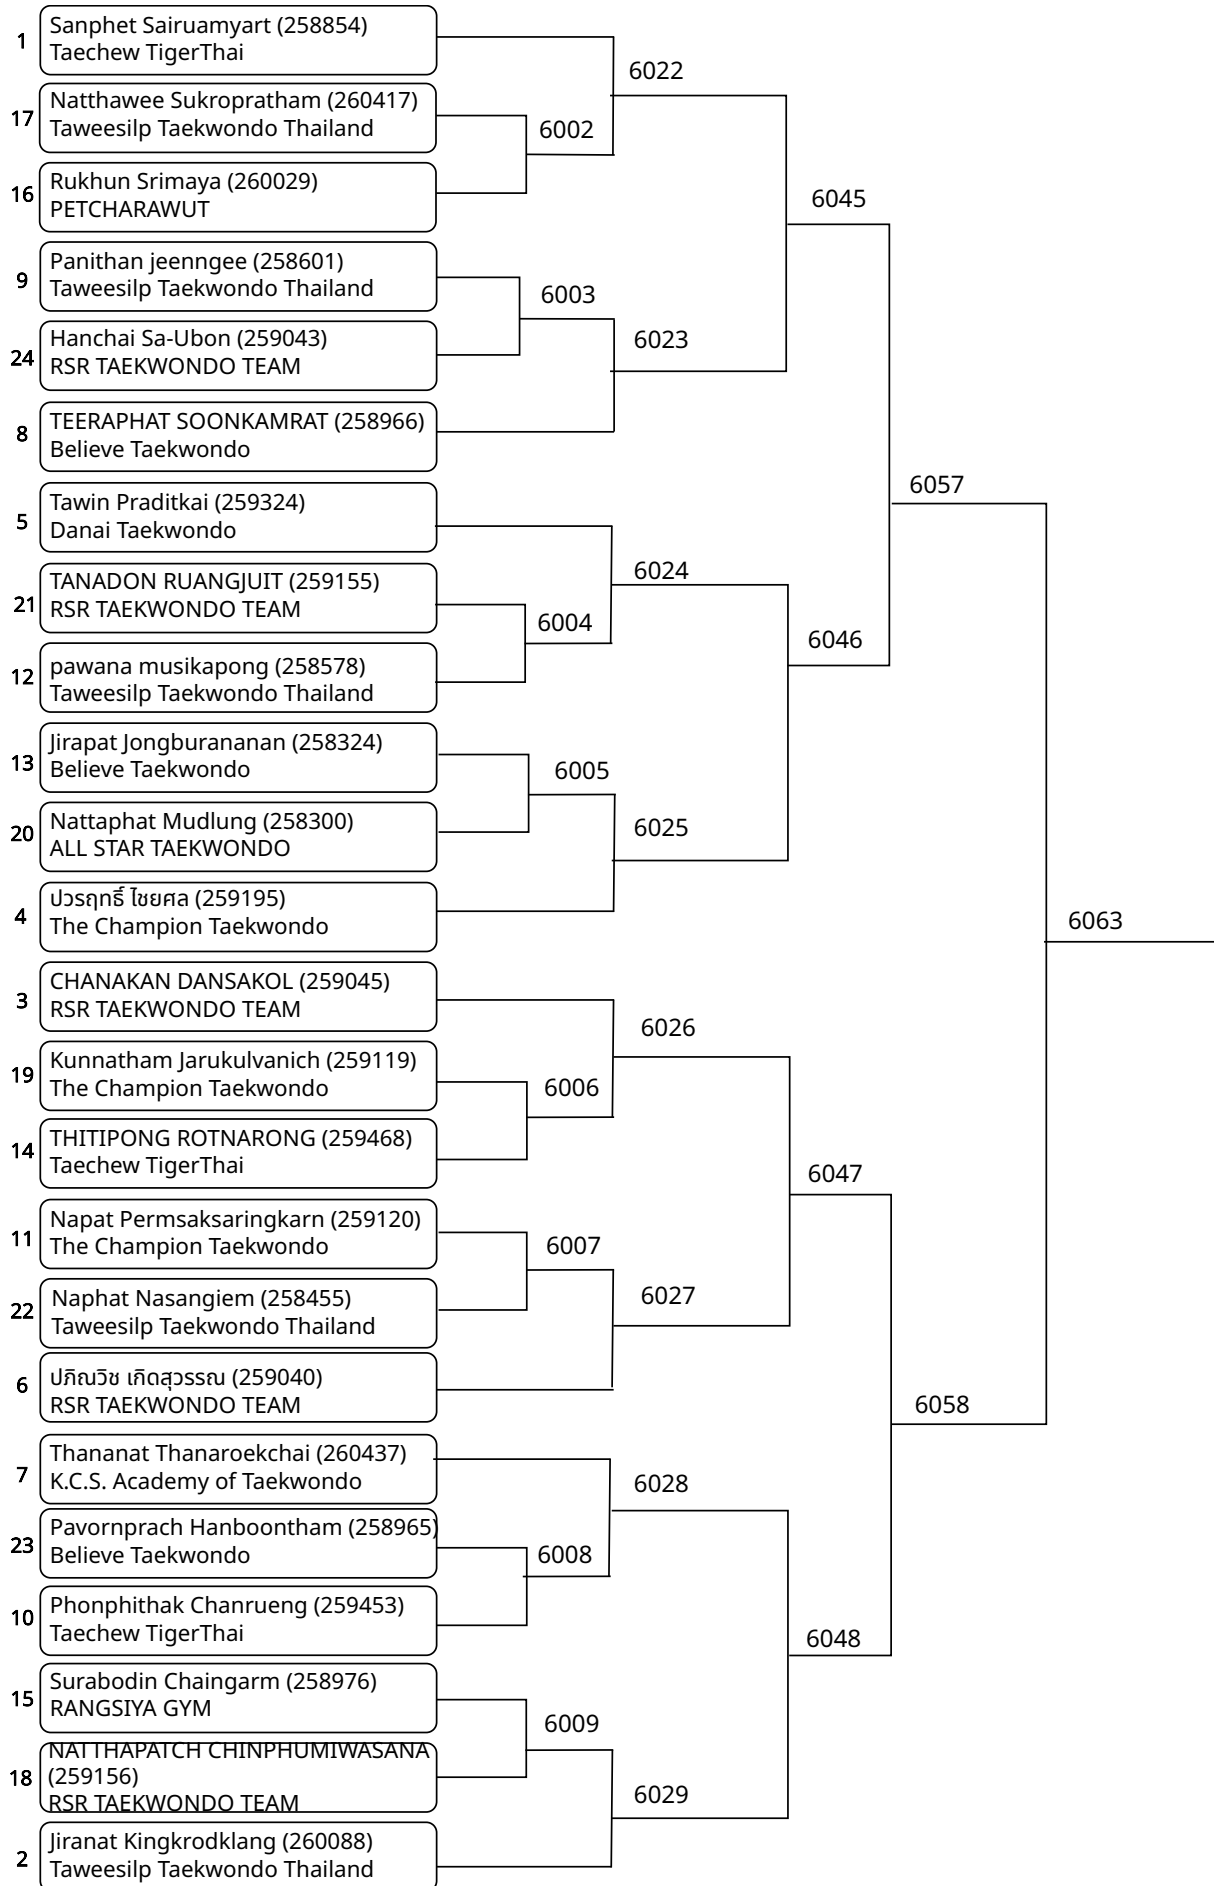 1
Sanphet Sairuamyart (258854)
Taechew TigerThai
6022
17
Natthawee Sukropratham (260417)
Taweesilp Taekwondo Thailand
6002
16
Rukhun Srimaya (260029)
PETCHARAWUT
6045
9
Panithan jeenngee (258601)
Taweesilp Taekwondo Thailand
6003
24
Hanchai Sa-Ubon (259043)
RSR TAEKWONDO TEAM
6023
8
TEERAPHAT SOONKAMRAT (258966)
Believe Taekwondo
6057
5
Tawin Praditkai (259324)
Danai Taekwondo
6024
21
TANADON RUANGJUIT (259155)
RSR TAEKWONDO TEAM
6004
6046
12
pawana musikapong (258578)
Taweesilp Taekwondo Thailand
13
Jirapat Jongburananan (258324)
Believe Taekwondo
6005
20
Nattaphat Mudlung (258300)
ALL STAR TAEKWONDO
6025
4
ปวรฤทธิ์ ไชยศล (259195)
The Champion Taekwondo
6063
3
CHANAKAN DANSAKOL (259045)
RSR TAEKWONDO TEAM
6026
19
Kunnatham Jarukulvanich (259119)
The Champion Taekwondo
6006
14
THITIPONG ROTNARONG (259468)
Taechew TigerThai
6047
11
Napat Permsaksaringkarn (259120)
The Champion Taekwondo
6007
22
Naphat Nasangiem (258455)
Taweesilp Taekwondo Thailand
6027
6
ปภิณวิช เกิดสุวรรณ (259040)
RSR TAEKWONDO TEAM
6058
7
Thananat Thanaroekchai (260437)
K.C.S. Academy of Taekwondo
6028
23
Pavornprach Hanboontham (258965)
Believe Taekwondo
6008
10
Phonphithak Chanrueng (259453)
Taechew TigerThai
6048
15
Surabodin Chaingarm (258976)
RANGSIYA GYM
6009
18
NATTHAPATCH CHINPHUMIWASANA
(259156)
RSR TAEKWONDO TEAM
6029
2
Jiranat Kingkrodklang (260088)
Taweesilp Taekwondo Thailand